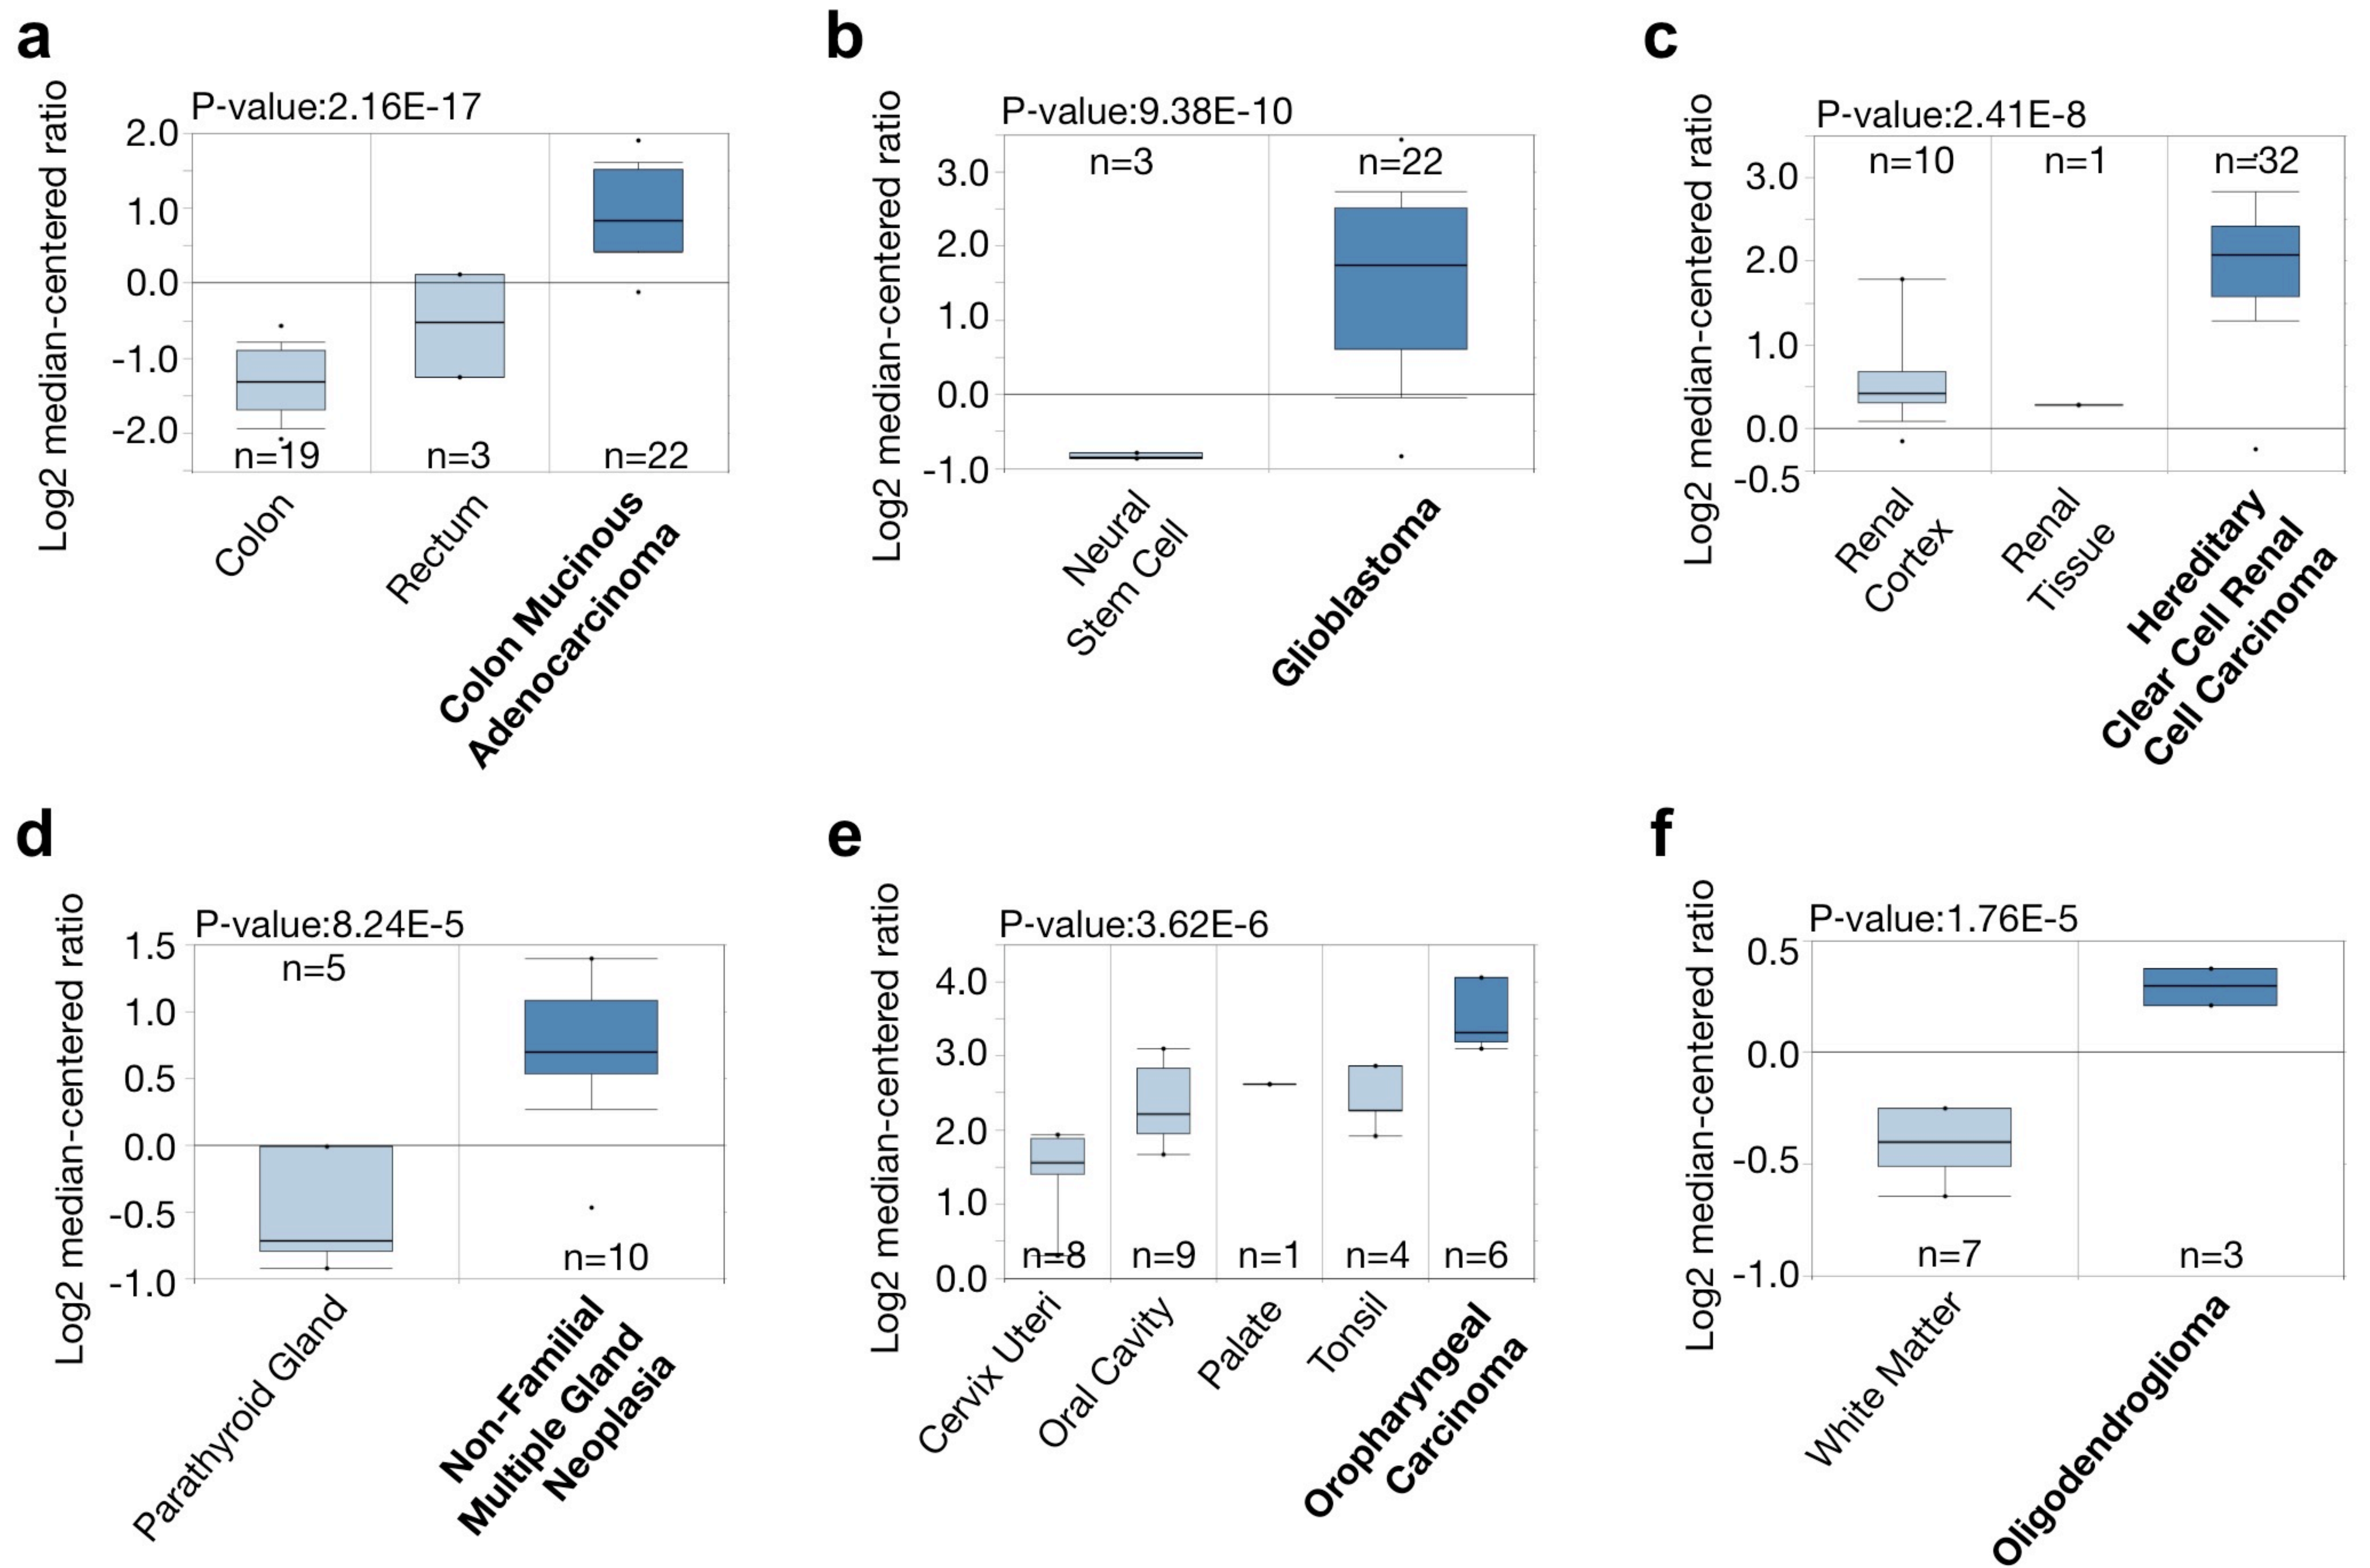 a
P-value:2.16E-17
Log2 median-centered ratio
2.0
1.0
0.0
-1.0
-2.0
n=19
n=3
n=22
Colon
Rectum
Colon Mucinous
Adenocarcinoma
b
P-value:9.38E-10
Log2 median-centered ratio
3.0
2.0
1.0
0.0
-1.0
n=3
n=22
Neural
Stem Cell
Glioblastoma
c
P-value:2.41E-8
Log2 median-centered ratio
3.0
2.0
1.0
0.0
-0.5
n=10
n=1
n=32
Renal
Cortex
Renal
Tissue
Hereditary
Clear Cell Renal
Cell Carcinoma
d
P-value:8.24E-5
Log2 median-centered ratio
1.5
1.0
0.5
0.0
-0.5
-1.0
n=5
n=10
Parathyroid Gland
Non-Familial
Multiple Gland
Neoplasia
e
P-value:3.62E-6
Log2 median-centered ratio
4.0
3.0
2.0
1.0
0.0
n=8
n=9
n=1
n=4
n=6
Cervix Uteri
Oral Cavity
Palate
Tonsil
Oropharyngeal
Carcinoma
f
P-value:1.76E-5
Log2 median-centered ratio
0.5
0.0
-0.5
-1.0
n=7
n=3
White Matter
Oligodendroglioma